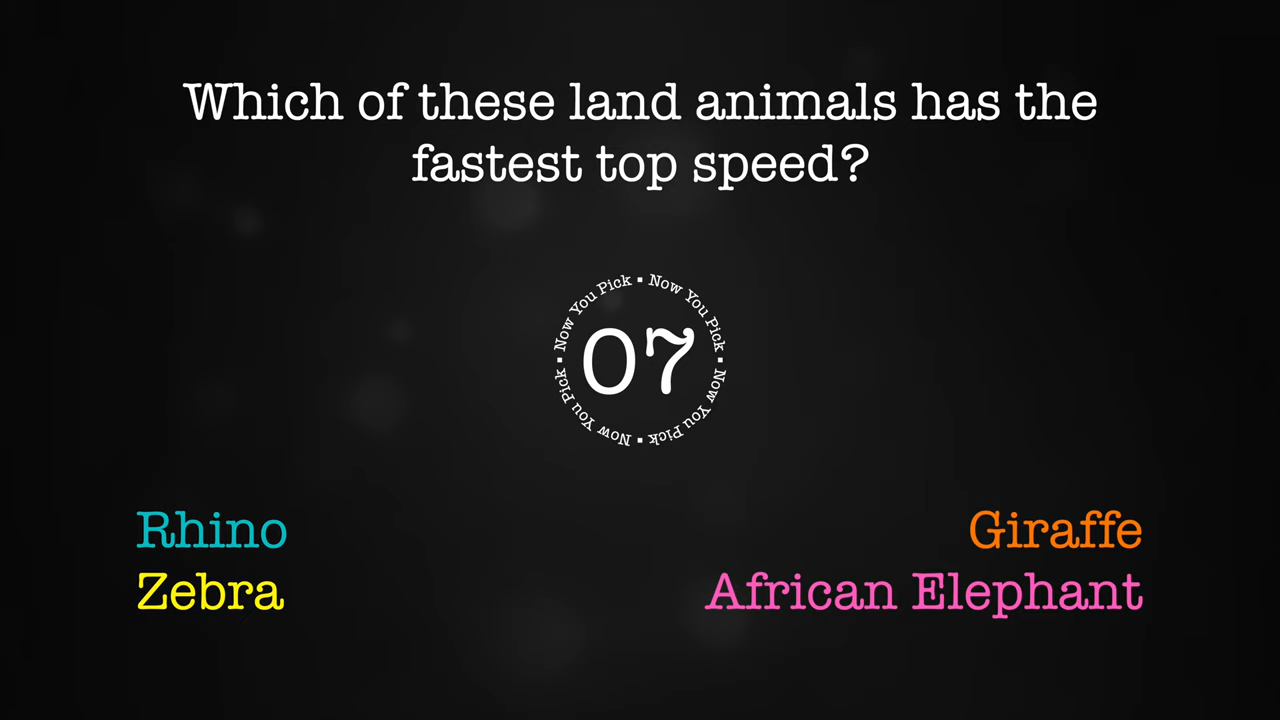 Which of these land animals has the
fastest top speed?
Now You Pick ▪ Now You Pick ▪ Now You Pick ▪ Now You Pick ▪
07
Rhino
Giraffe
Zebra
African Elephant